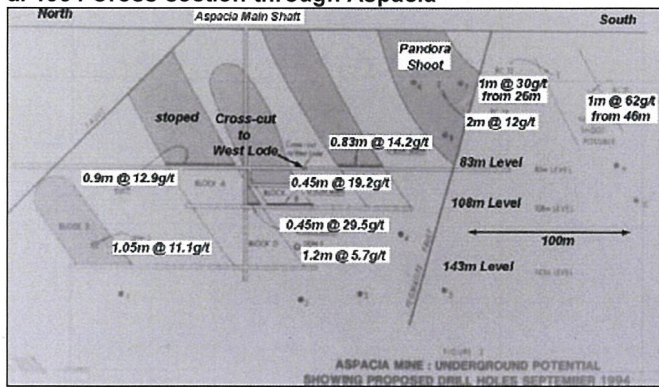 a. 1994 Cross-section through Aspacia
North
Aspacia Main Shaft
South
Pandora
Shoot
1m @ 30g/t
from 26m
1m @ 62g/t
from 46m
stoped
Cross-cut
to
West Lode
2m @ 12g/t
0.83m @ 14.2g/t
83m Level
0.9m @ 12.9g/t
BLOCK A
0.45m @ 19.2g/t
108m Level
0.45m @ 29.5g/t
100m
1.05m @ 11.1g/t
BLOCK D
1.2m @ 5.7g/t
143m Level
FAULT
ASPACIA MINE : UNDERGROUND POTENTIAL
SHOWING PROPOSED DRILL HOLES SEPTEMBER 1994